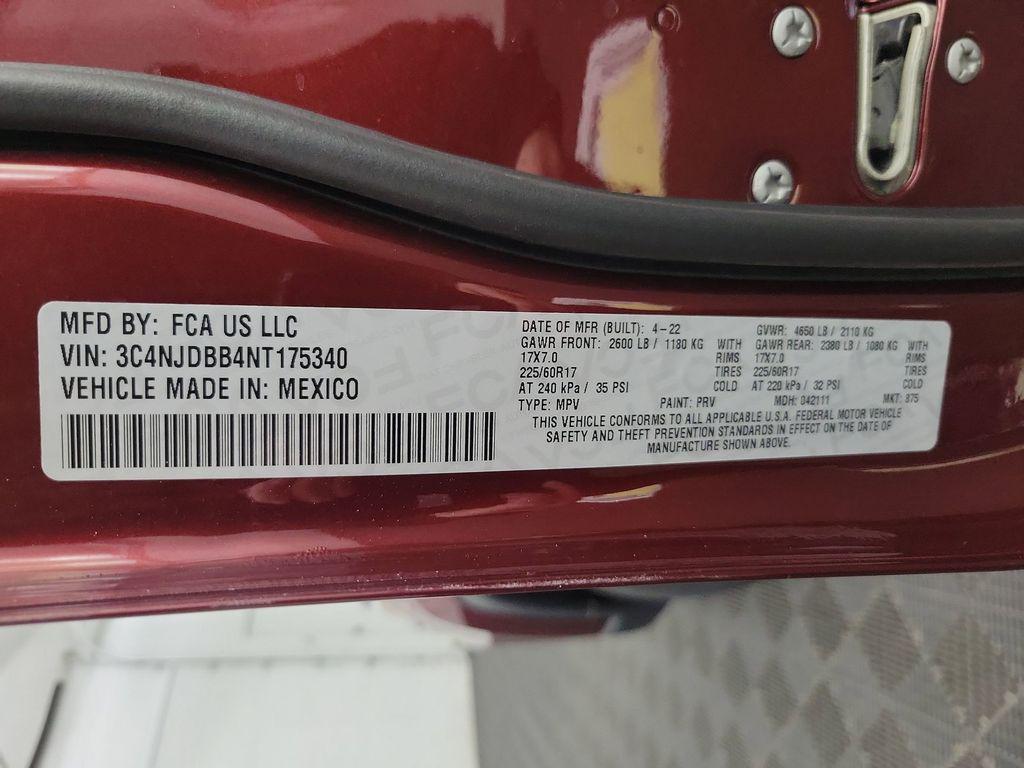 MFD BY: FCA US LLC
VIN: 3C4NJDBB4NT175340
VEHICLE MADE IN: MEXICO
DATE OF MFR (BUILT): 4-22 GVWR: 4650 LB / 2110 KG
GAWR FRONT: 2600 LB / 1180 KG WITH GAWR REAR: 2380 LB / 1080 KG WITH
17X7.0 RIMS 17X7.0 RIMS
225/60R17 TIRES 225/60R17 TIRES
AT 240 kPa / 35 PSI COLD AT 220 kPa / 32 PSI COLD
TYPE: MPV PAINT: PRV MDH: 042111 MKT: 875
THIS VEHICLE CONFORMS TO ALL APPLICABLE U.S.A. FEDERAL MOTOR VEHICLE
SAFETY AND THEFT PREVENTION STANDARDS IN EFFECT ON THE DATE OF
MANUFACTURE SHOWN ABOVE.